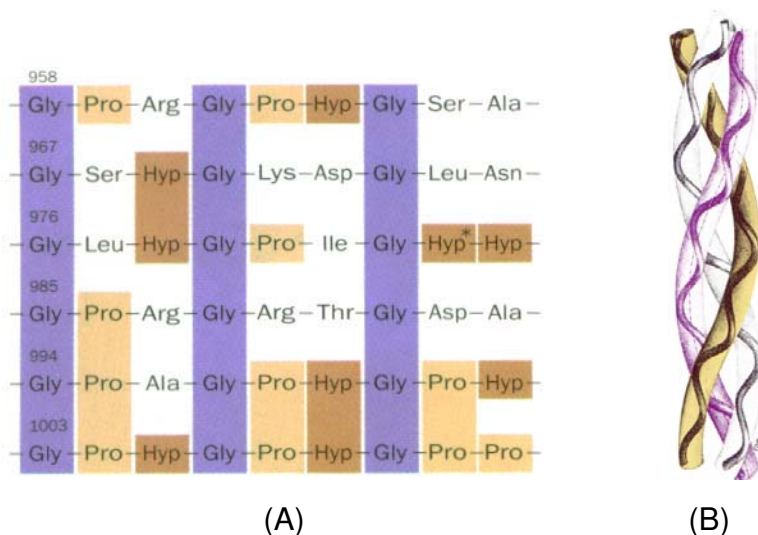 958
Gly – Pro – Arg – Gly – Pro – Hyp – Gly – Ser – Ala –
967
Gly – Ser – Hyp – Gly – Lys – Asp – Gly – Leu – Asn –
976
Gly – Leu – Hyp – Gly – Pro – Ile – Gly – Hyp* – Hyp –
985
Gly – Pro – Arg – Gly – Arg – Thr – Gly – Asp – Ala –
994
Gly – Pro – Ala – Gly – Pro – Hyp – Gly – Pro – Hyp –
1003
Gly – Pro – Hyp – Gly – Pro – Hyp – Gly – Pro – Pro –
(A) (B)